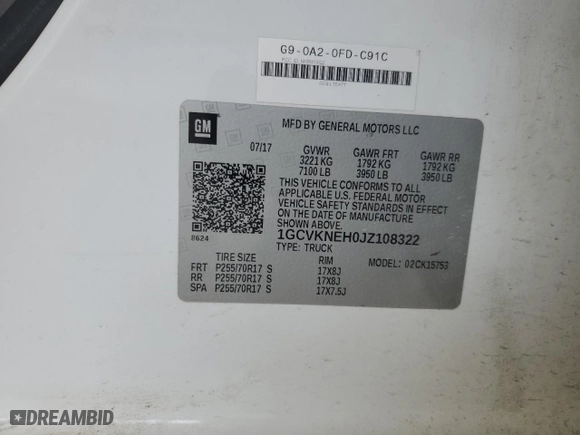 G9-0A2-0FD-C91C
GM
MFD BY GENERAL MOTORS LLC
07/17 GVWR GAWR FRT GAWR RR
3221 KG 1792 KG 1792 KG
7100 LB 3950 LB 3950 LB
THIS VEHICLE CONFORMS TO ALL APPLICABLE U.S. FEDERAL MOTOR VEHICLE SAFETY STANDARDS IN EFFECT ON THE DATE OF MANUFACTURE SHOWN ABOVE.
1GCVKNEH0JZ108322
8624
TYPE: TRUCK
MODEL: 02CK15753
TIRE SIZE RIM
FRT P255/70R17 S 17X8J
RR P255/70R17 S 17X8J
SPA P255/70R17 S 17X7.5J
DREAMBID